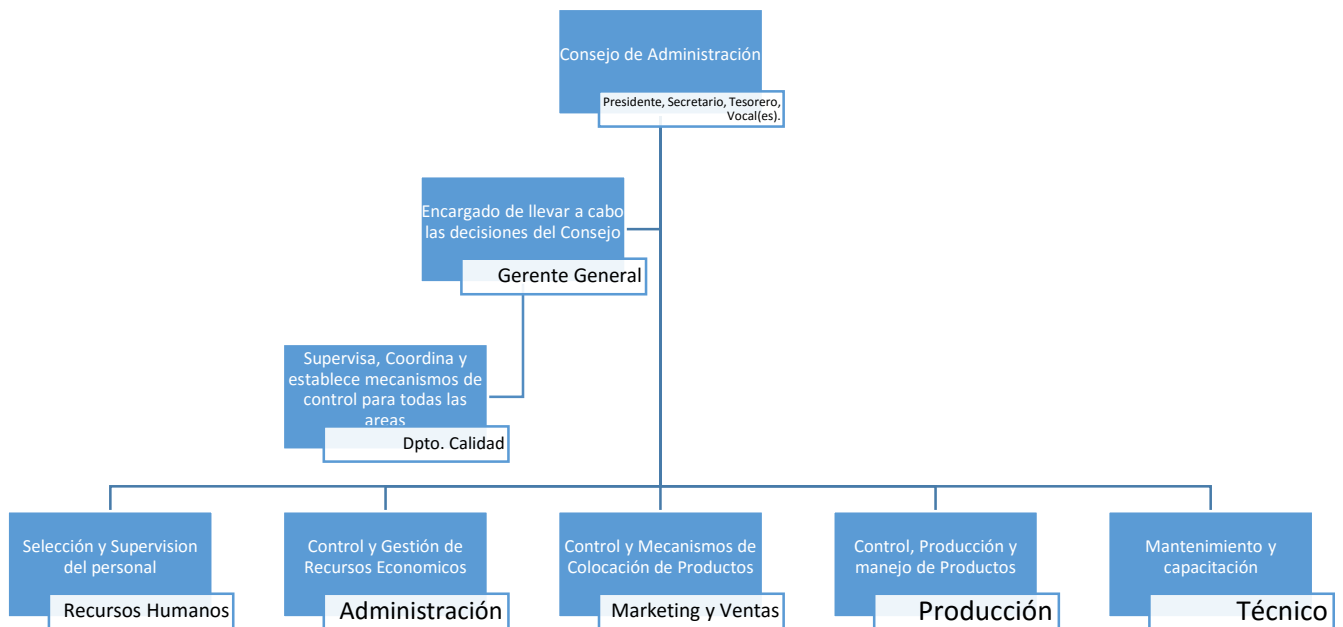 Consejo de Administración
Presidente, Secretario, Tesorero,
Vocal(es).
Encargado de llevar a cabo
las decisiones del Consejo
Gerente General
Supervisa, Coordina y
establece mecanismos de
control para todas las
areas
Dpto. Calidad
Selección y Supervision
del personal
Recursos Humanos
Control y Gestión de
Recursos Economicos
Administración
Control y Mecanismos de
Colocación de Productos
Marketing y Ventas
Control, Producción y
manejo de Productos
Producción
Mantenimiento y
capacitación
Técnico